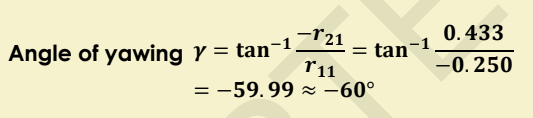 Angle of yawing γ = tan⁻¹ −r₂₁/r₁₁ = tan⁻¹ 0.433/−0.250
= −59.99 ≈ −60°